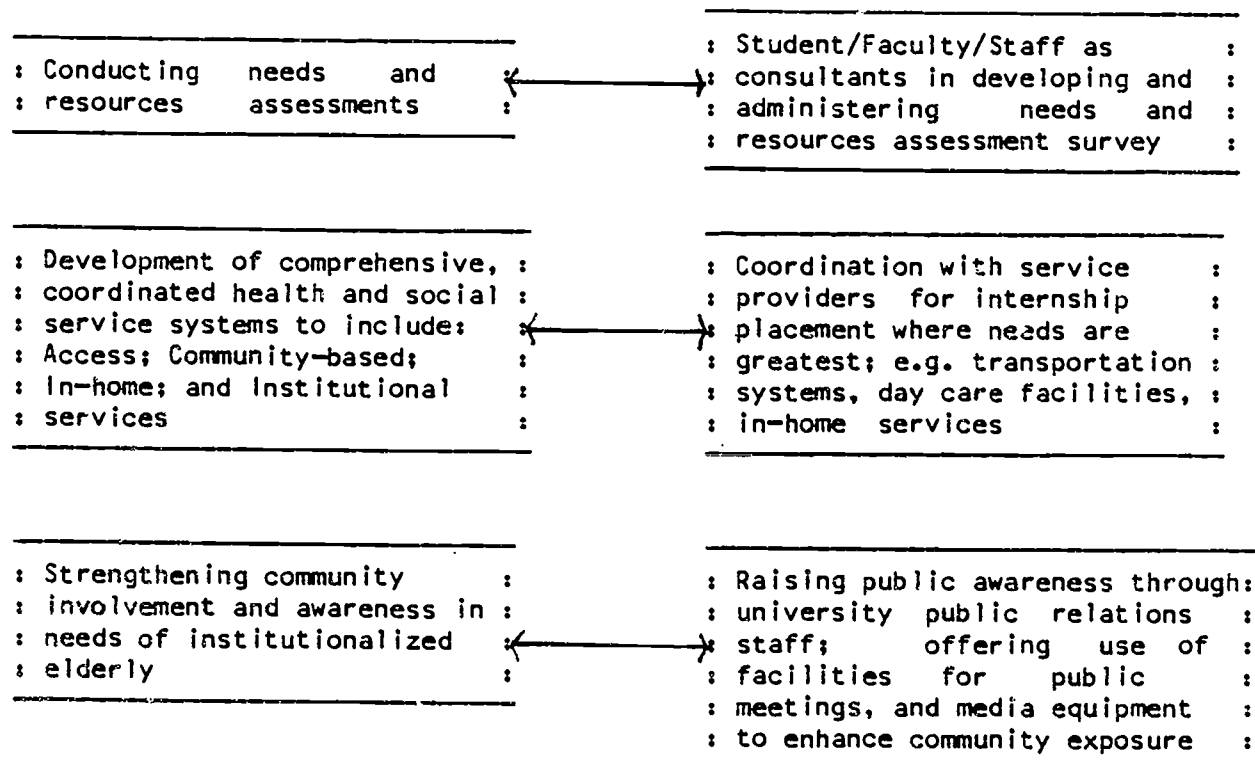 Conducting needs and
resources assessments
Student/Faculty/Staff as
consultants in developing and
administering needs and
resources assessment survey
Development of comprehensive,
coordinated health and social
service systems to include:
Access; Community-based;
In-home; and Institutional
services
Coordination with service
providers for internship
placement where needs are
greatest; e.g. transportation
systems, day care facilities,
in-home services
Strengthening community
involvement and awareness in
needs of institutionalized
elderly
Raising public awareness through:
university public relations
staff; offering use of
facilities for public
meetings, and media equipment
to enhance community exposure